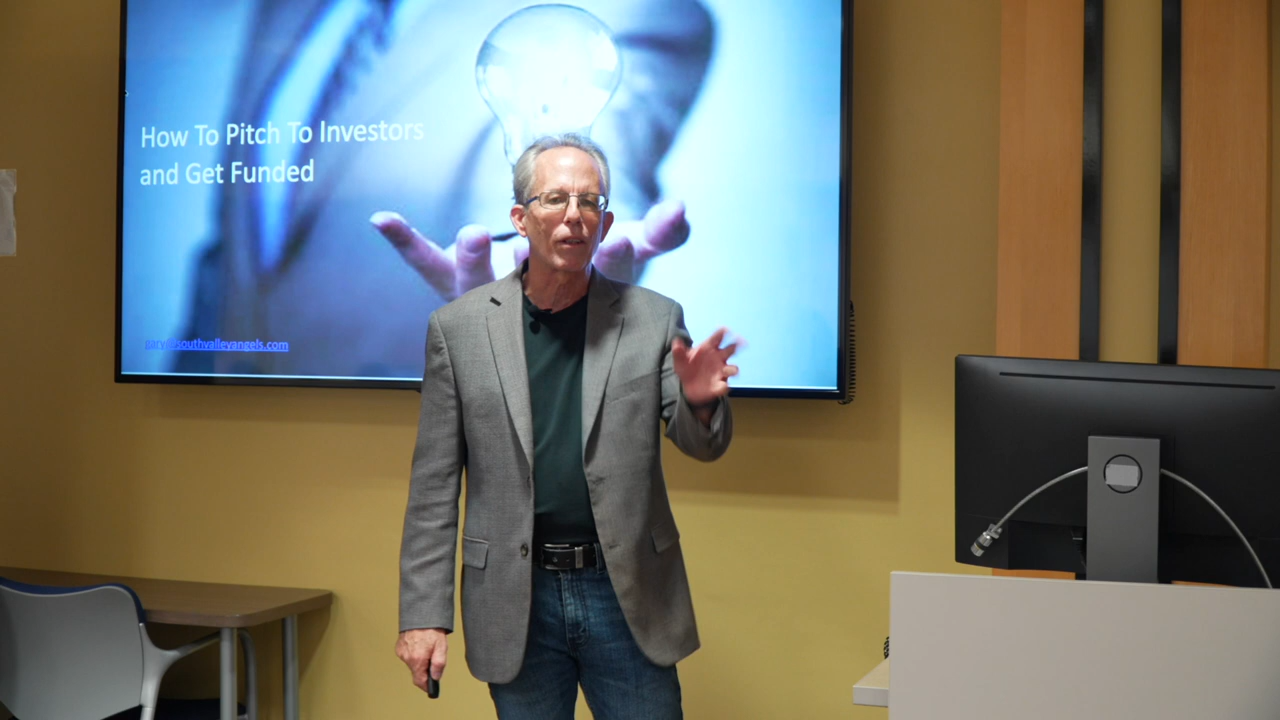 How To Pitch To Investors
and Get Funded
gary@southvalleyangels.com